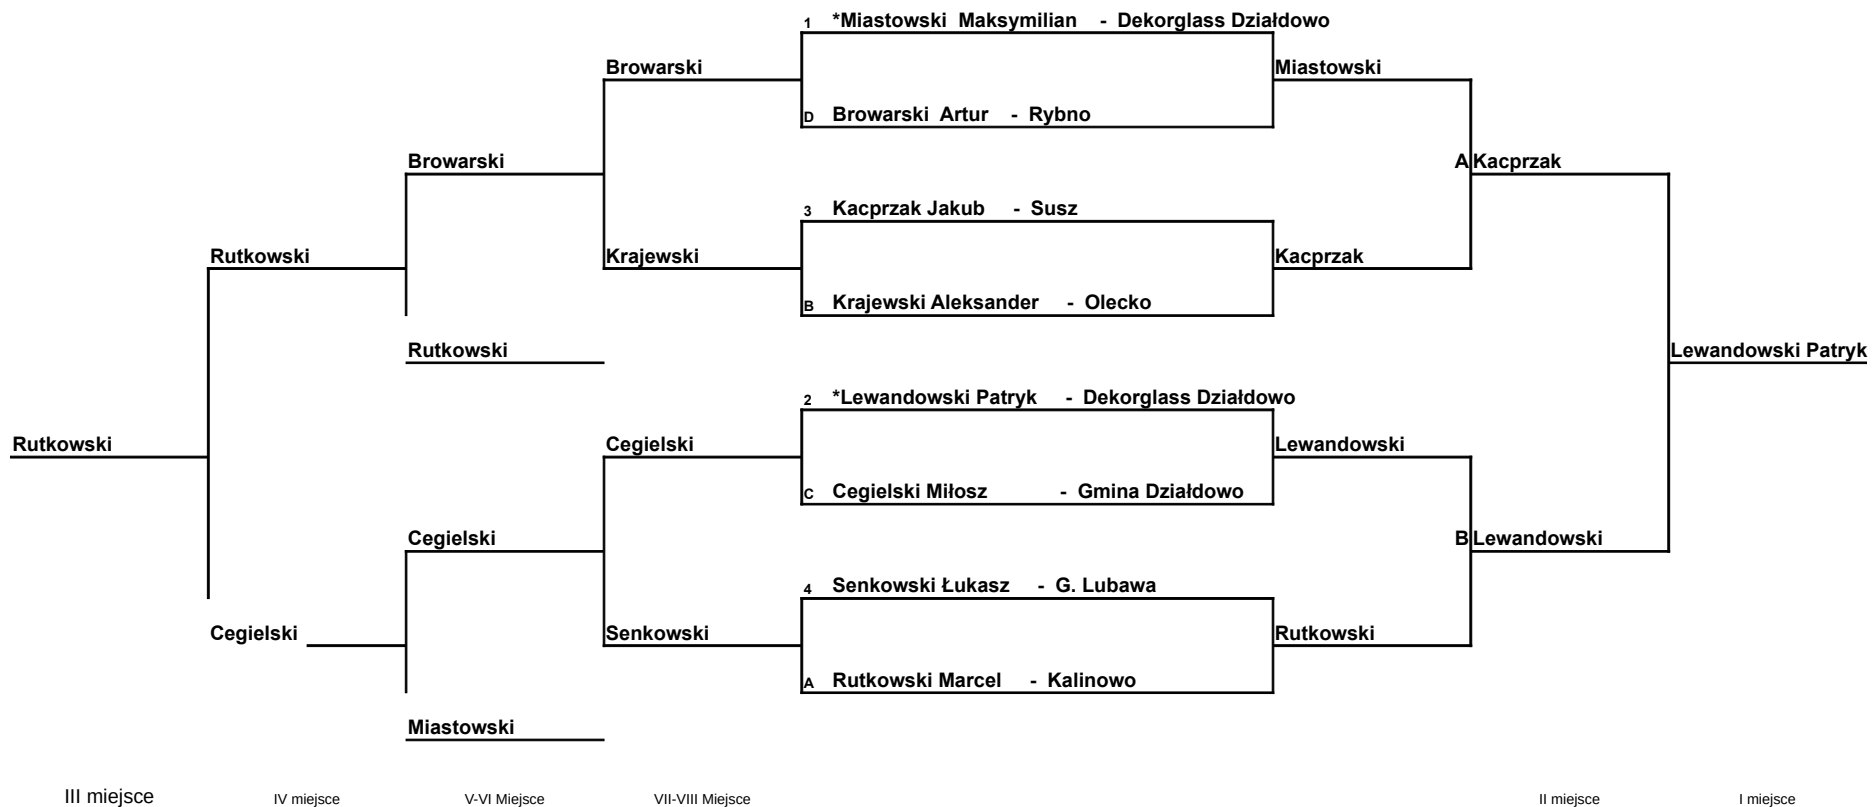 1 *Miastowski Maksymilian - Dekorglass Działdowo
Browarski Miastowski
D Browarski Artur - Rybno
Browarski A Kacprzak
3 Kacprzak Jakub - Susz
Rutkowski Krajewski Kacprzak
B Krajewski Aleksander - Olecko
Rutkowski Lewandowski Patryk
2 *Lewandowski Patryk - Dekorglass Działdowo
Rutkowski Cegielski Lewandowski
C Cegielski Miłosz - Gmina Działdowo
Cegielski B Lewandowski
4 Senkowski Łukasz - G. Lubawa
Cegielski Senkowski Rutkowski
A Rutkowski Marcel - Kalinowo
Miastowski
III miejsce IV miejsce V-VI Miejsce VII-VIII Miejsce II miejsce I miejsce